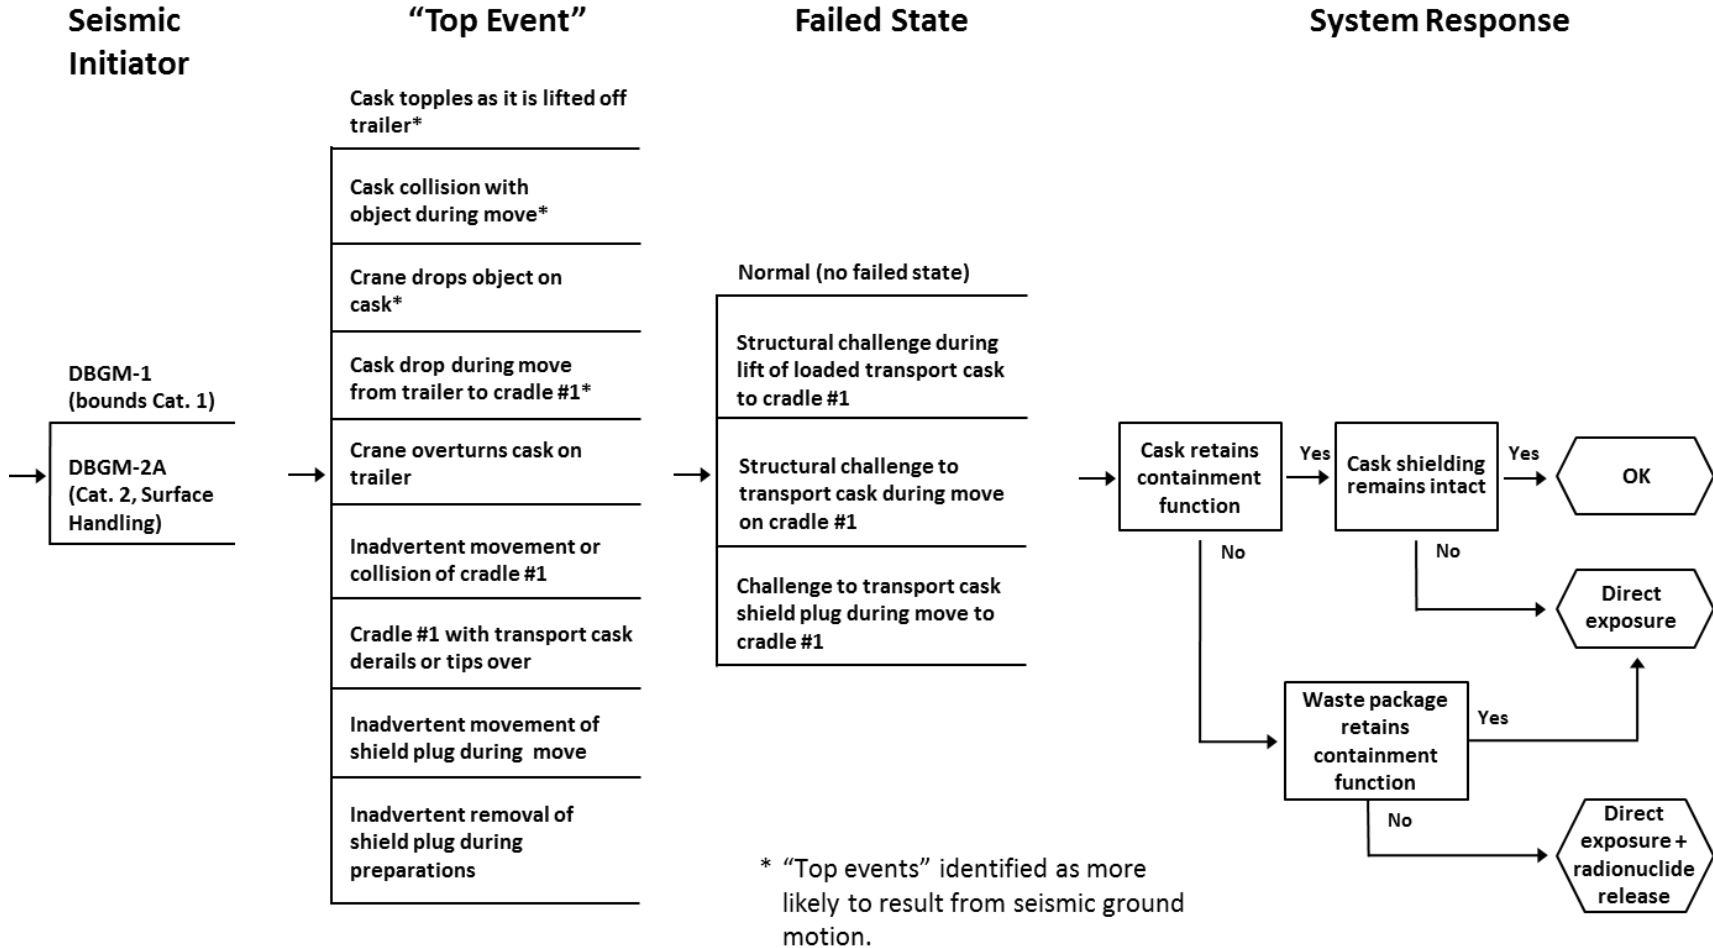 Seismic
Initiator
“Top Event”
Failed State
System Response
DBGM-1
(bounds Cat. 1)
DBGM-2A
(Cat. 2, Surface
Handling)
Cask topples as it is lifted off
trailer*
Cask collision with
object during move*
Crane drops object on
cask*
Cask drop during move
from trailer to cradle #1*
Crane overturns cask on
trailer
Inadvertent movement or
collision of cradle #1
Cradle #1 with transport cask
derails or tips over
Inadvertent movement of
shield plug during move
Inadvertent removal of
shield plug during
preparations
Normal (no failed state)
Structural challenge during
lift of loaded transport cask
to cradle #1
Structural challenge to
transport cask during move
on cradle #1
Challenge to transport cask
shield plug during move to
cradle #1
Cask retains
containment
function
Yes
Cask shielding
remains intact
Yes
OK
No
No
Direct
exposure
Waste package
retains
containment
function
Yes
No
Direct
exposure +
radionuclide
release
* “Top events” identified as more
likely to result from seismic ground
motion.